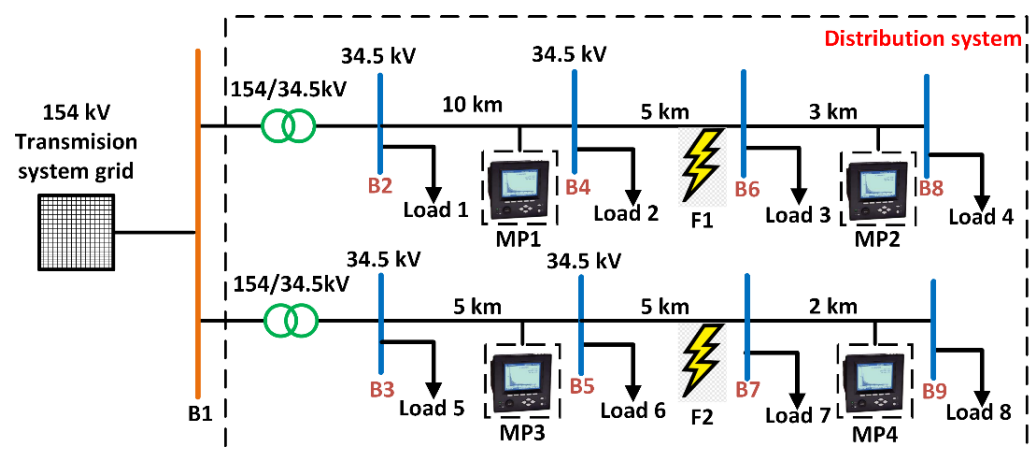 Distribution system
34.5 kV
34.5 kV
154/34.5kV
10 km
5 km
3 km
154 kV
Transmision
system grid
B2
B4
B6
B8
Load 1
Load 2
Load 3
Load 4
MP1
F1
MP2
34.5 kV
34.5 kV
154/34.5kV
5 km
5 km
2 km
B3
B5
B7
B9
B1
Load 5
Load 6
Load 7
Load 8
MP3
F2
MP4